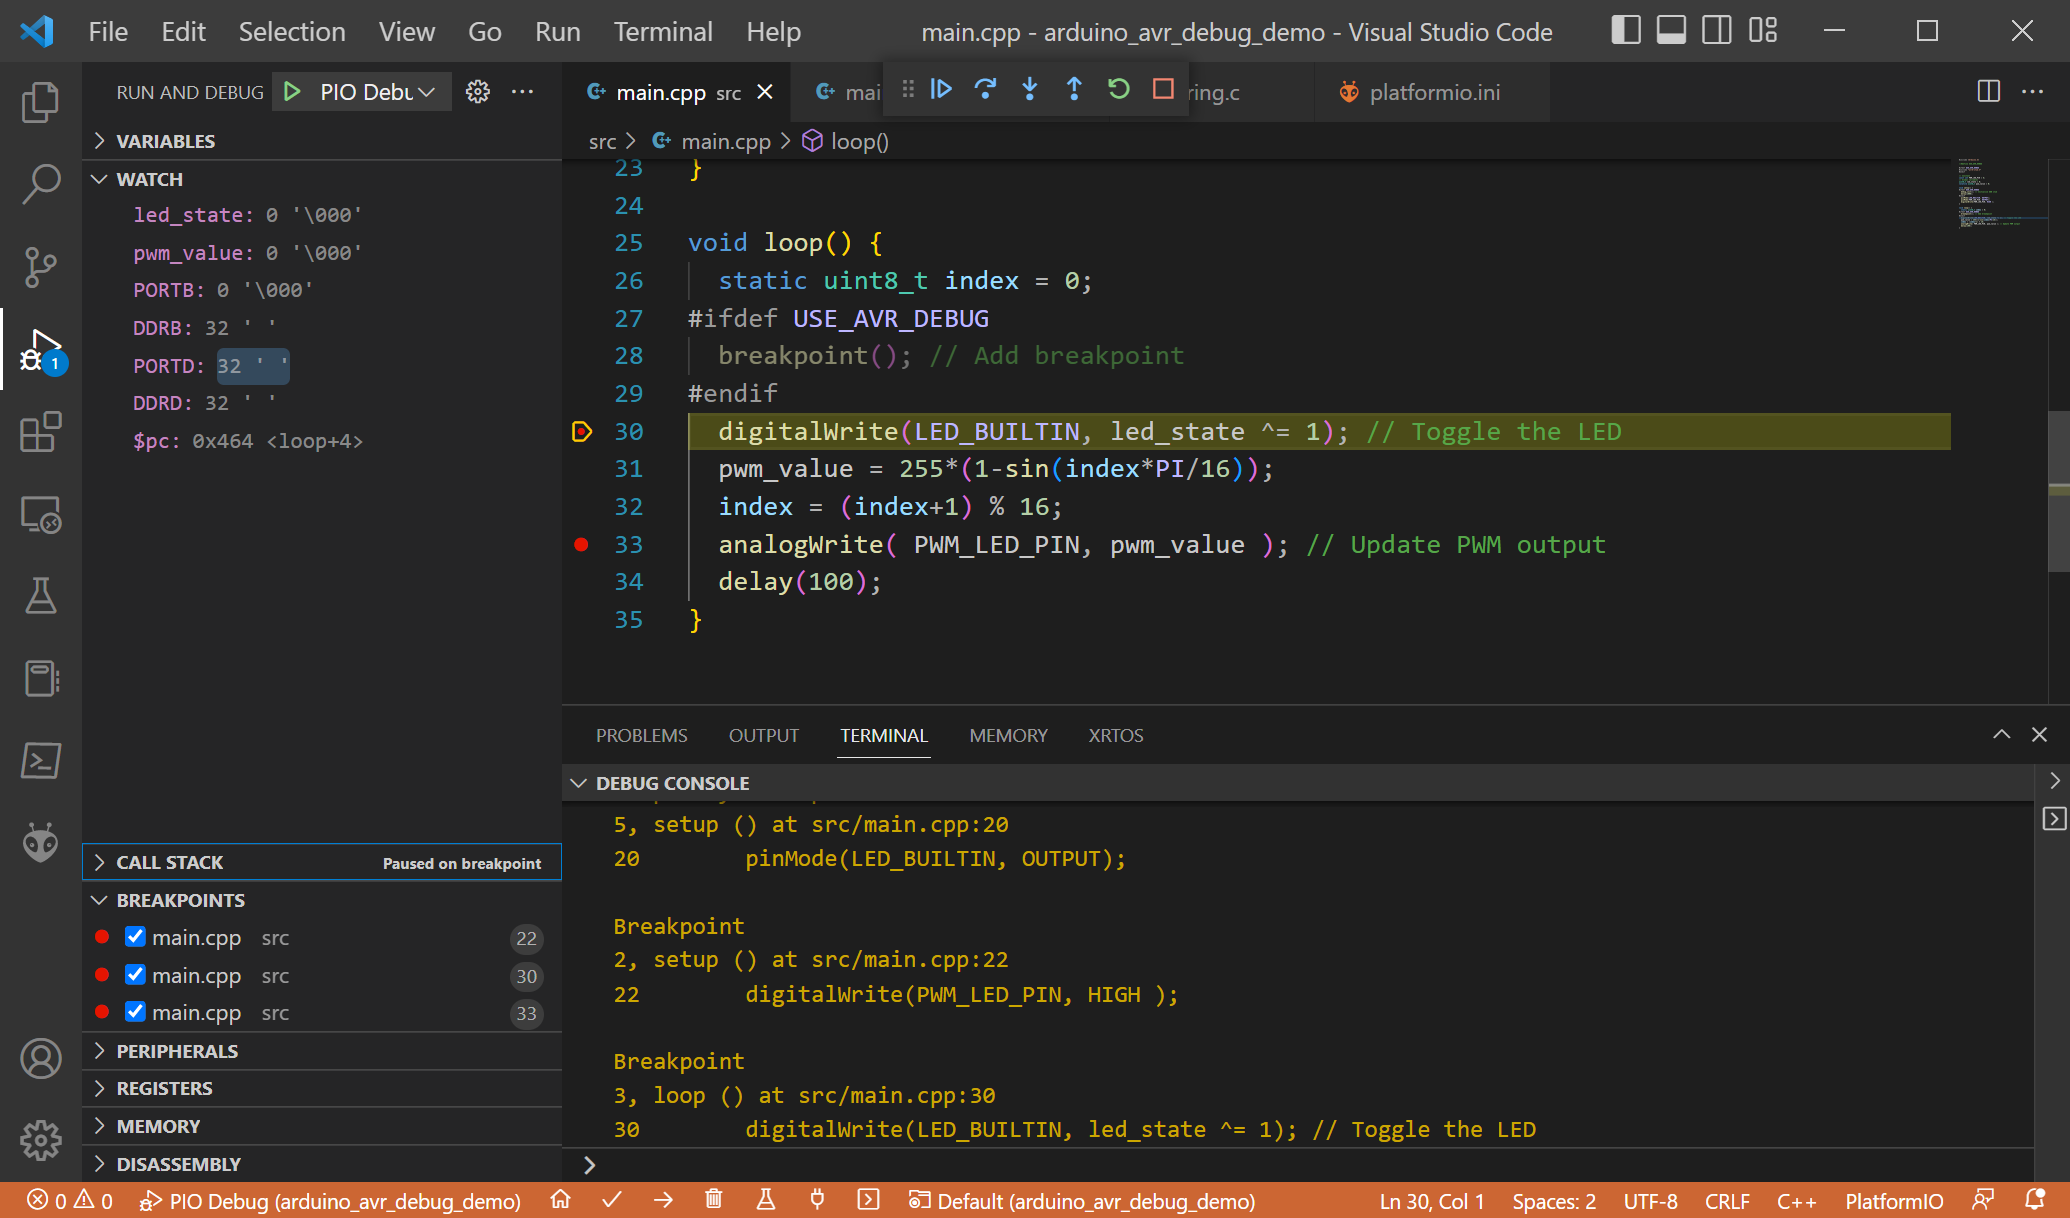 File Edit Selection View Go Run Terminal Help main.cpp - arduino_avr_debug_demo - Visual Studio Code
RUN AND DEBUG PIO Debu
main.cpp src
mai
ring.c
platformio.ini
src main.cpp loop()
VARIABLES
WATCH
led_state: 0 '\000'
pwm_value: 0 '\000'
PORTB: 0 '\000'
DDRB: 32 ' '
PORTD: 32 ' '
DDRD: 32 ' '
$pc: 0x464 <loop+4>
1
CALL STACK Paused on breakpoint
BREAKPOINTS
main.cpp src 22
main.cpp src 30
main.cpp src 33
PERIPHERALS
REGISTERS
MEMORY
DISASSEMBLY
23 }
24
25 void loop() {
26 static uint8_t index = 0;
27 #ifdef USE_AVR_DEBUG
28 breakpoint(); // Add breakpoint
29 #endif
30 digitalWrite(LED_BUILTIN, led_state ^= 1); // Toggle the LED
31 pwm_value = 255*(1-sin(index*PI/16));
32 index = (index+1) % 16;
33 analogWrite( PWM_LED_PIN, pwm_value ); // Update PWM output
34 delay(100);
35 }
PROBLEMS OUTPUT TERMINAL MEMORY XRTOS
DEBUG CONSOLE
5, setup () at src/main.cpp:20
20 pinMode(LED_BUILTIN, OUTPUT);
Breakpoint
2, setup () at src/main.cpp:22
22 digitalWrite(PWM_LED_PIN, HIGH );
Breakpoint
3, loop () at src/main.cpp:30
30 digitalWrite(LED_BUILTIN, led_state ^= 1); // Toggle the LED
0 0 PIO Debug (arduino_avr_debug_demo) Default (arduino_avr_debug_demo) Ln 30, Col 1 Spaces: 2 UTF-8 CRLF C++ PlatformIO